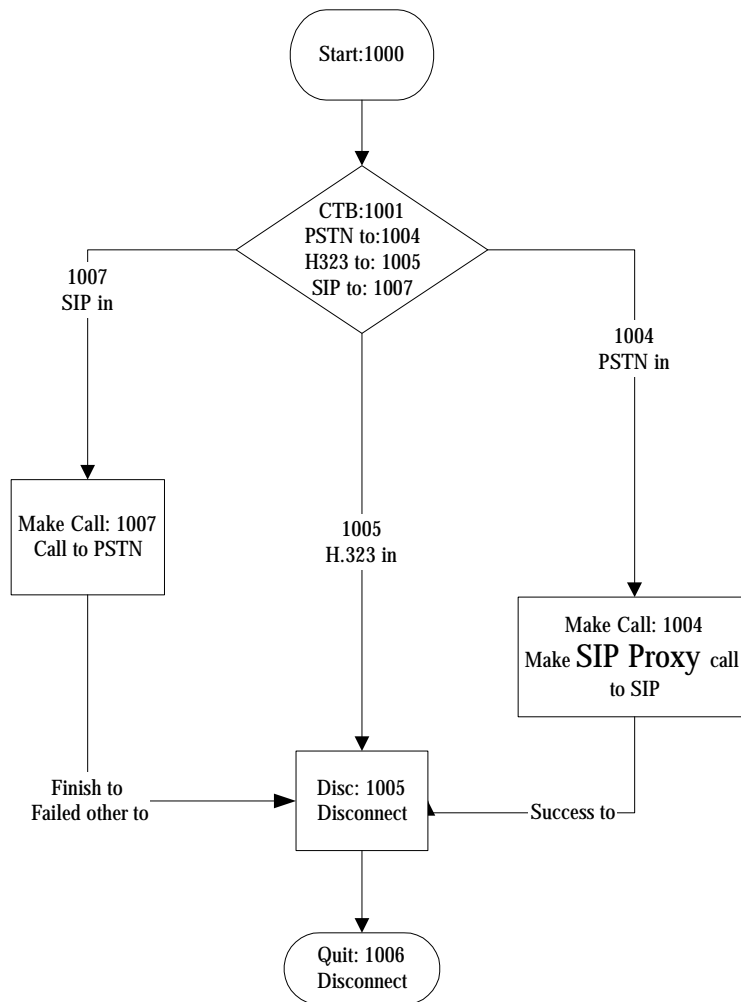 Start:1000
CTB:1001
PSTN to:1004
H323 to: 1005
SIP to: 1007
1007
SIP in
1004
PSTN in
Make Call: 1007
Call to PSTN
1005
H.323 in
Make Call: 1004
Make SIP Proxy call
to SIP
Finish to
Failed other to
Disc: 1005
Disconnect
Success to
Quit: 1006
Disconnect